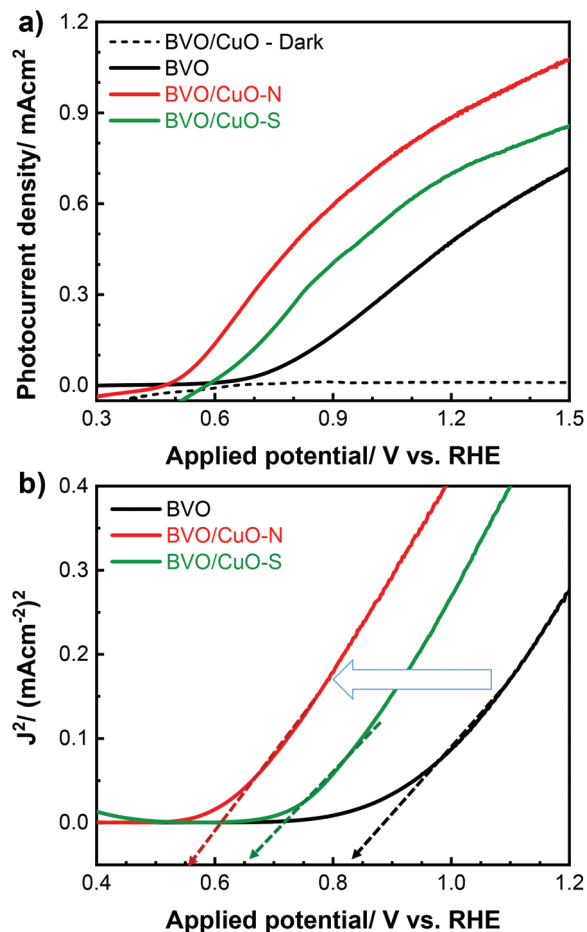 a)
1.2
0.9
0.6
0.3
0.0
Photocurrent density/ mAcm²
BVO/CuO - Dark
BVO
BVO/CuO-N
BVO/CuO-S
0.3 0.6 0.9 1.2 1.5
Applied potential/ V vs. RHE
b)
0.4
0.3
0.2
0.1
0.0
J²/ (mAcm⁻²)²
BVO
BVO/CuO-N
BVO/CuO-S
0.4 0.6 0.8 1.0 1.2
Applied potential/ V vs. RHE